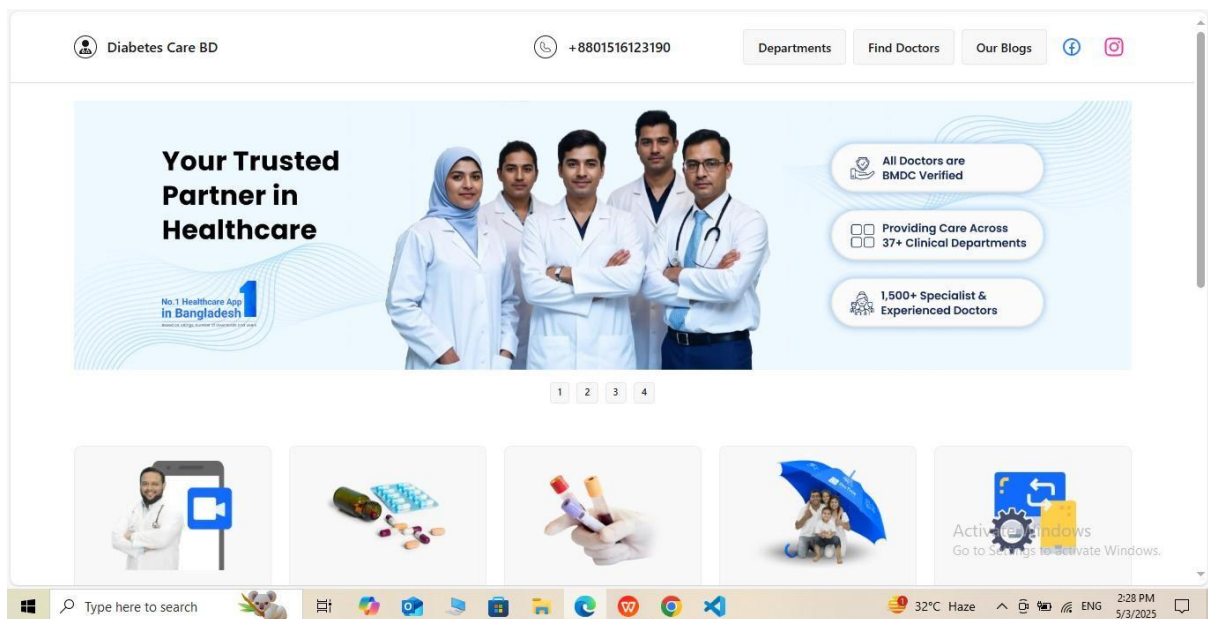 Diabetes Care BD
+8801516123190
Departments
Find Doctors
Our Blogs
Your Trusted
Partner in
Healthcare
No.1 Healthcare App
in Bangladesh
1
All Doctors are
BMDC Verified
Providing Care Across
37+ Clinical Departments
1,500+ Specialist &
Experienced Doctors
1 2 3 4
Activate Windows
Go to Settings to activate Windows.
Type here to search
32°C Haze
ENG
2:28 PM
5/3/2025